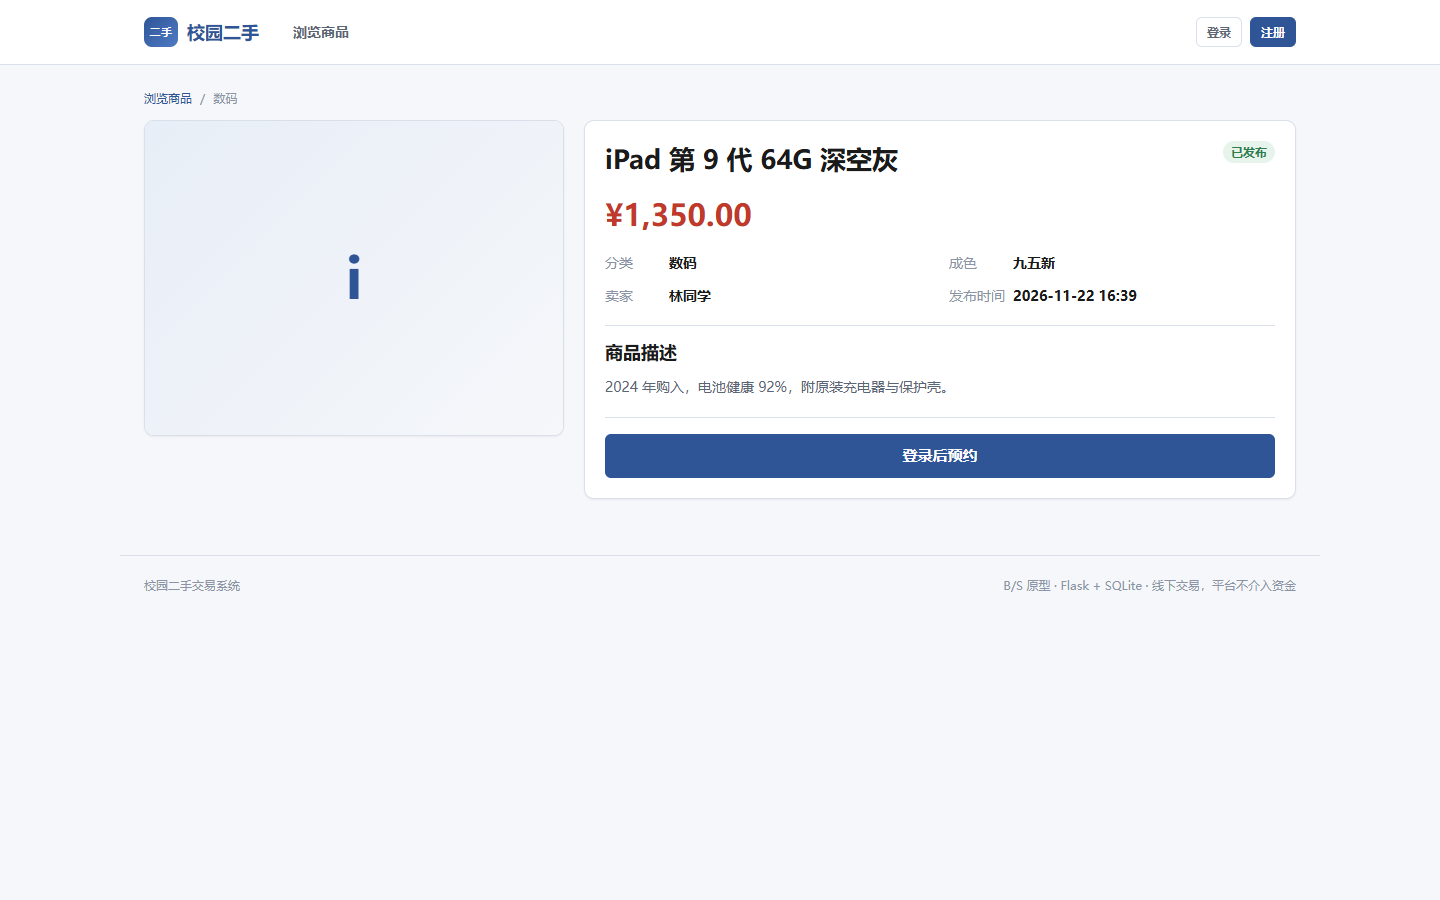 二手 校园二手 浏览商品 登录 注册
浏览商品 / 数码
i
iPad 第 9 代 64G 深空灰 已发布
¥1,350.00
分类 数码 成色 九五新
卖家 林同学 发布时间 2026-11-22 16:39
商品描述
2024 年购入，电池健康 92%，附原装充电器与保护壳。
登录后预约
校园二手交易系统 B/S 原型 · Flask + SQLite · 线下交易，平台不介入资金